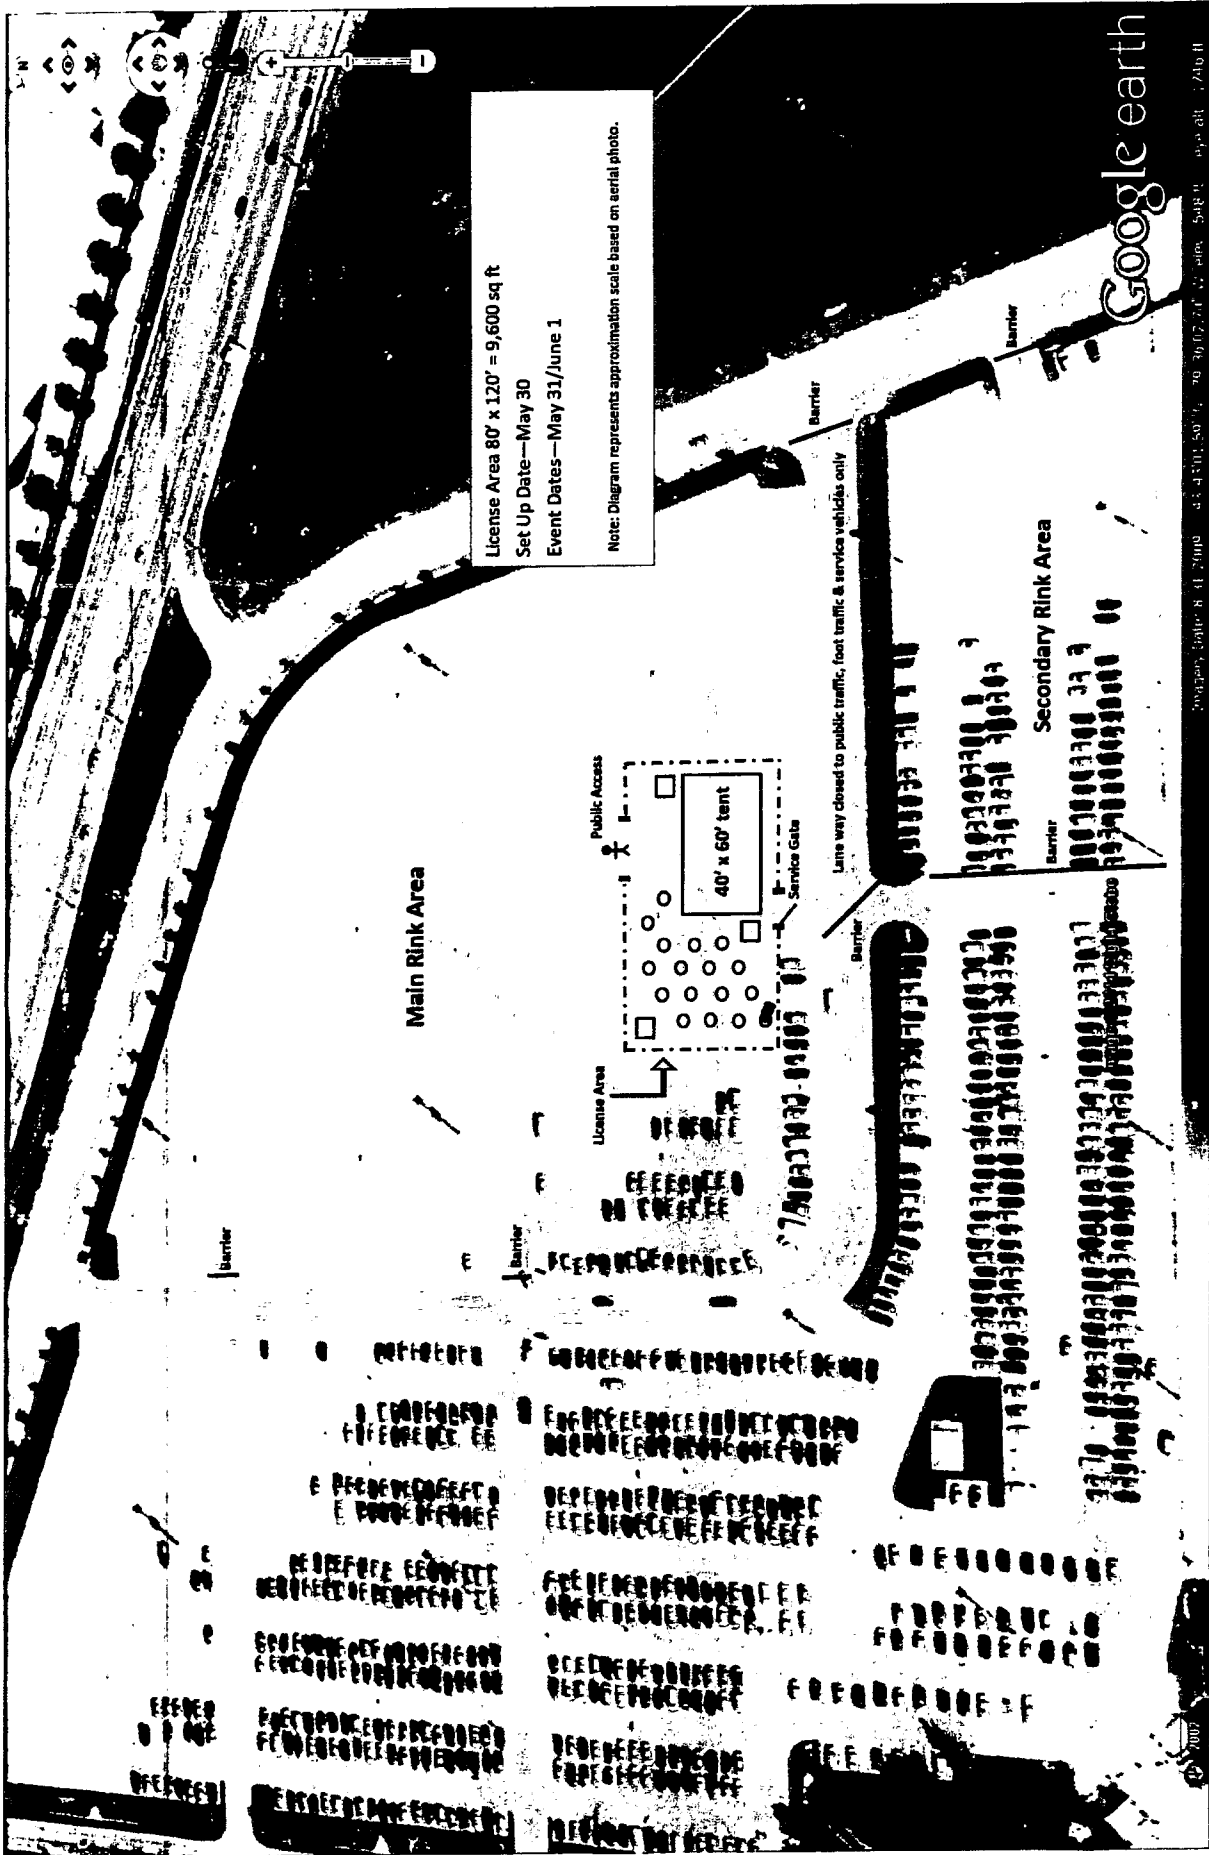 License Area 80' x 120' = 9,600 sq ft
Set Up Date—May 30
Event Dates—May 31/June 1
Note: Diagram represents approximation scale based on aerial photo.
Main Rink Area
Public Access
License Area
40' x 60' tent
Service Gate
Lane way closed to public traffic, foot traffic & service vehicles only
Secondary Rink Area
Barrier
Barrier
Barrier
Barrier
Barrier
Barrier
Google earth